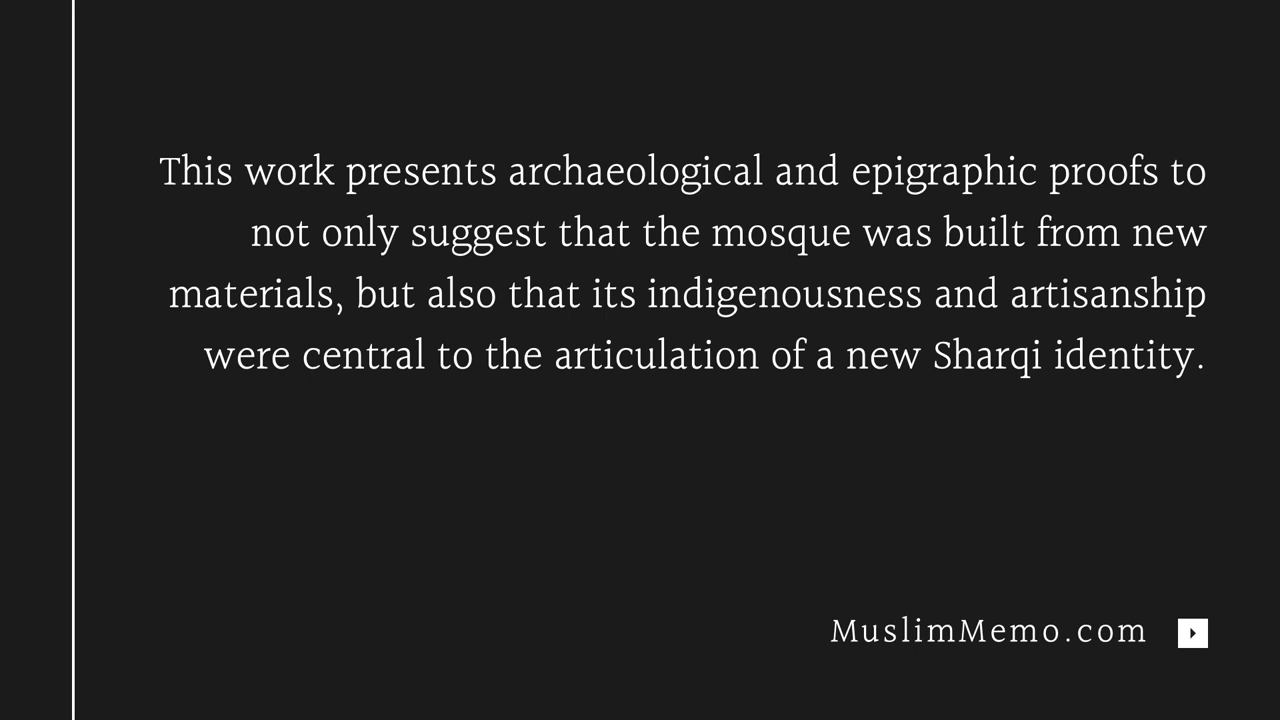 This work presents archaeological and epigraphic proofs to
not only suggest that the mosque was built from new
materials, but also that its indigenousness and artisanship
were central to the articulation of a new Sharqi identity.
MuslimMemo.com